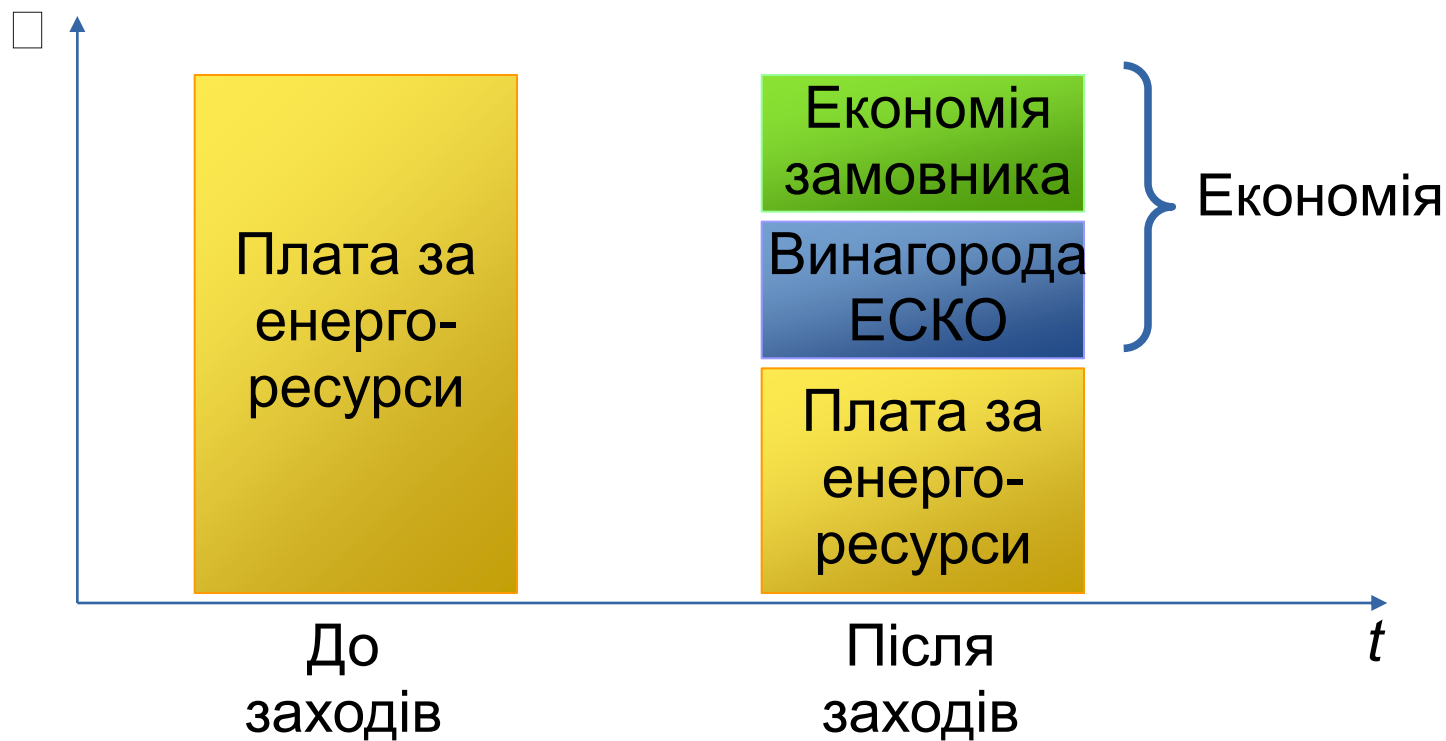 Плата за
енерго-
ресурси
Економія
замовника
Винагорода
ЕСКО
Плата за
енерго-
ресурси
Економія
До
заходів
Після
заходів
t